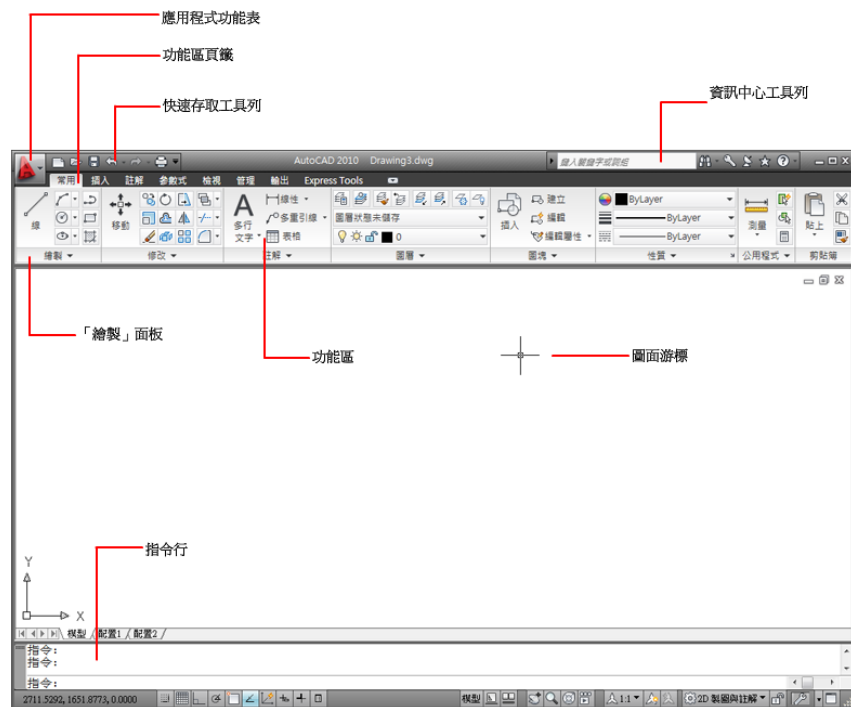 應用程式功能表
功能區頁籤
快速存取工具列
資訊中心工具列
AutoCAD 2010 Drawing3.dwg
鍵入關鍵字或詞組
常用 插入 註解 參數式 檢視 管理 輸出 Express Tools
線
移動
A
多行
文字
線性
多重引線
表格
圖層狀態未儲存
0
插入
建立
編輯
編輯屬性
ByLayer
ByLayer
ByLayer
測量
貼上
繪製 修改 註解 圖層 圖塊 性質 公用程式 剪貼簿
「繪製」面板
功能區
圖面游標
指令行
Y
X
模型 / 配置1 / 配置2 /
指令:
指令:
指令:
2711.5292, 1651.8773, 0.0000
模型
1:1
2D 製圖與註解